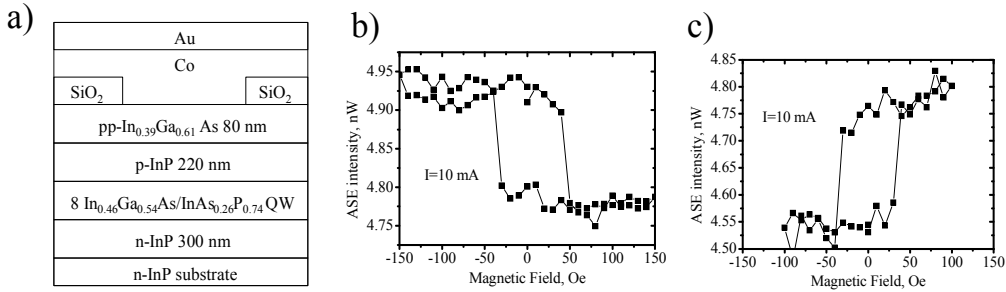 a)
Au
Co
SiO₂ SiO₂
pp-In₀.₃₉Ga₀.₆₁ As 80 nm
p-InP 220 nm
8 In₀.₄₆Ga₀.₅₄As/InAs₀.₂₆P₀.₇₄ QW
n-InP 300 nm
n-InP substrate
b)
ASE intensity, nW
4.95
4.90
4.85
4.80
4.75
I=10 mA
-150 -100 -50 0 50 100 150
Magnetic Field, Oe
c)
ASE intensity, nW
4.85
4.80
4.75
4.70
4.65
4.60
4.55
4.50
I=10 mA
-150 -100 -50 0 50 100 150
Magnetic Field, Oe